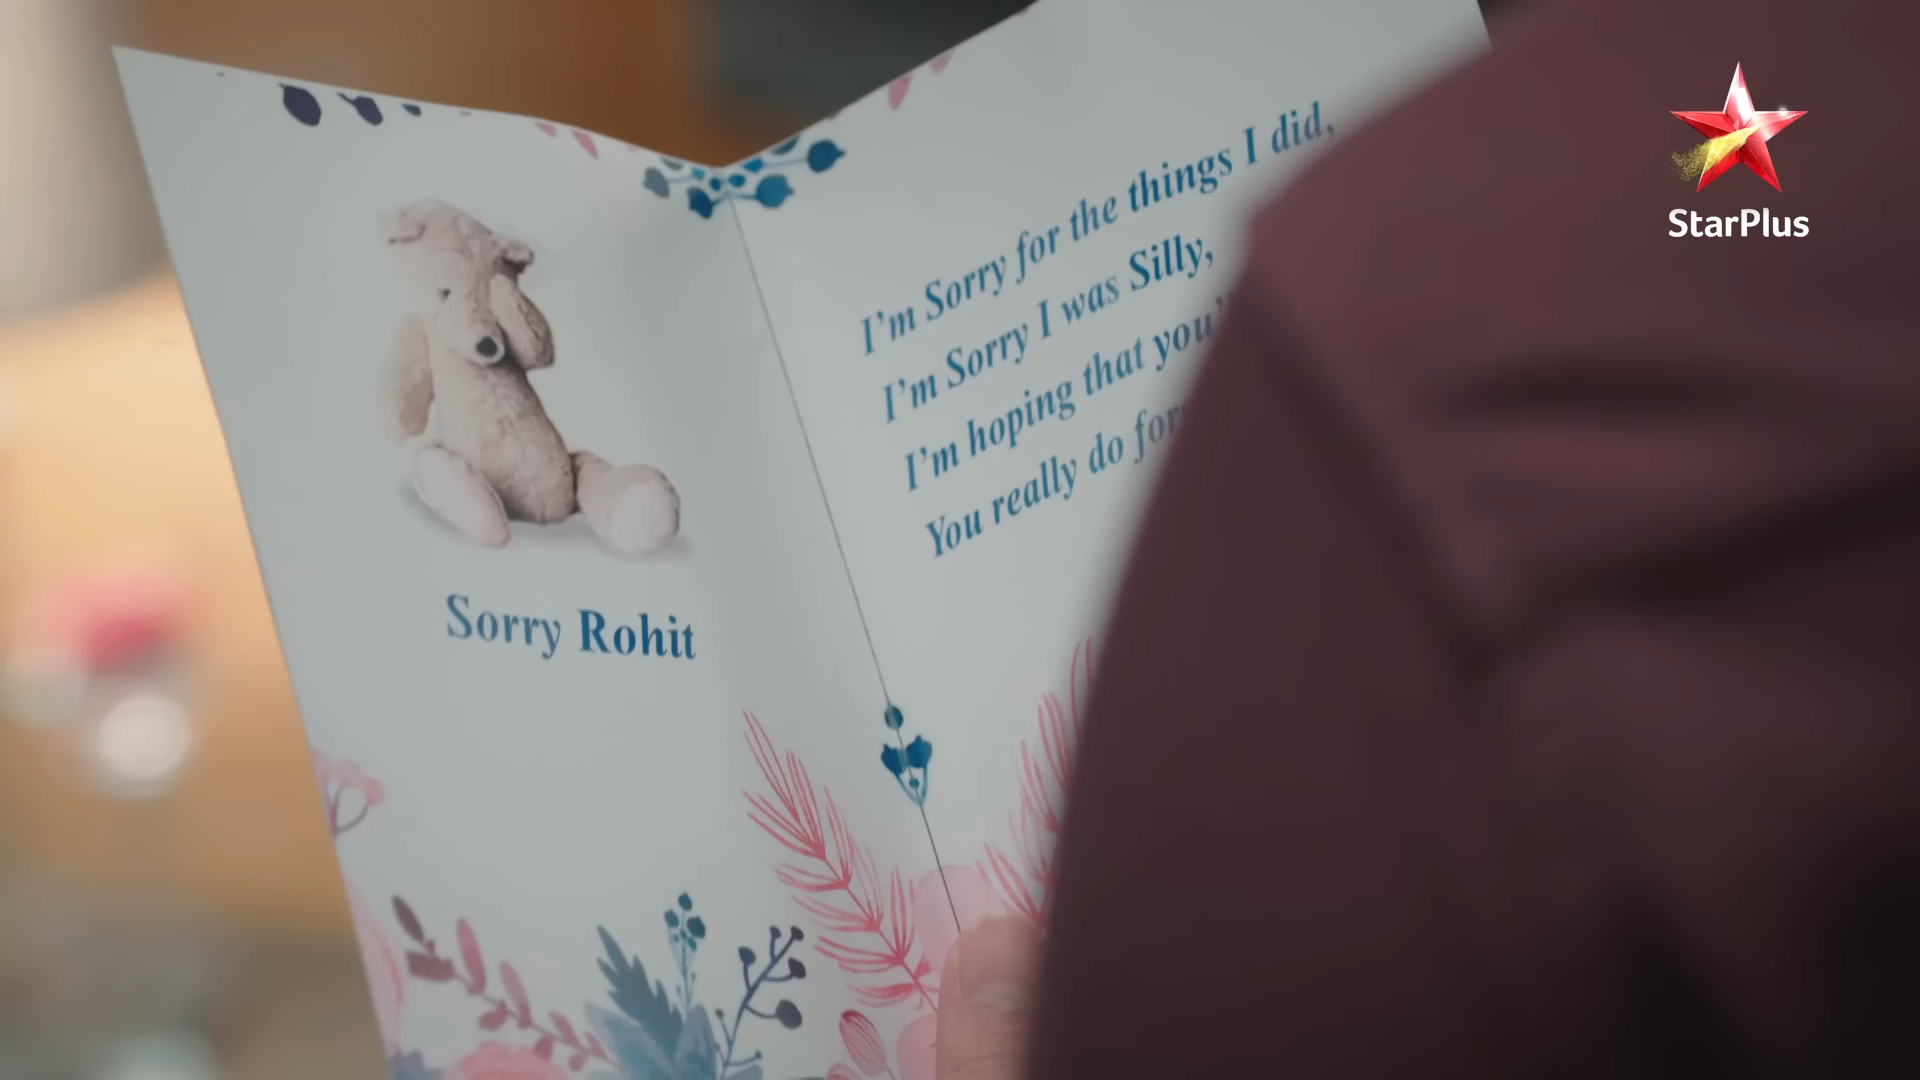 Sorry Rohit
I'm Sorry for the things I did,
I'm Sorry I was Silly,
I'm hoping that
You really do
StarPlus